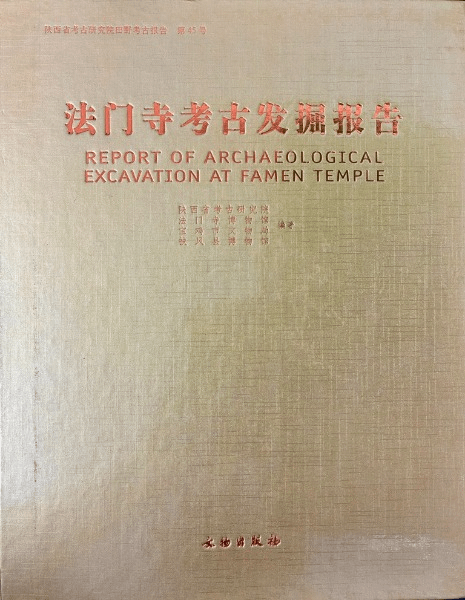 陕西省考古研究院田野考古报告 第45号
法门寺考古发掘报告
REPORT OF ARCHAEOLOGICAL
EXCAVATION AT FAMEN TEMPLE
陕西省考古研究院
法门寺博物馆
宝鸡市文物局
扶风县博物馆
编著
文物出版社